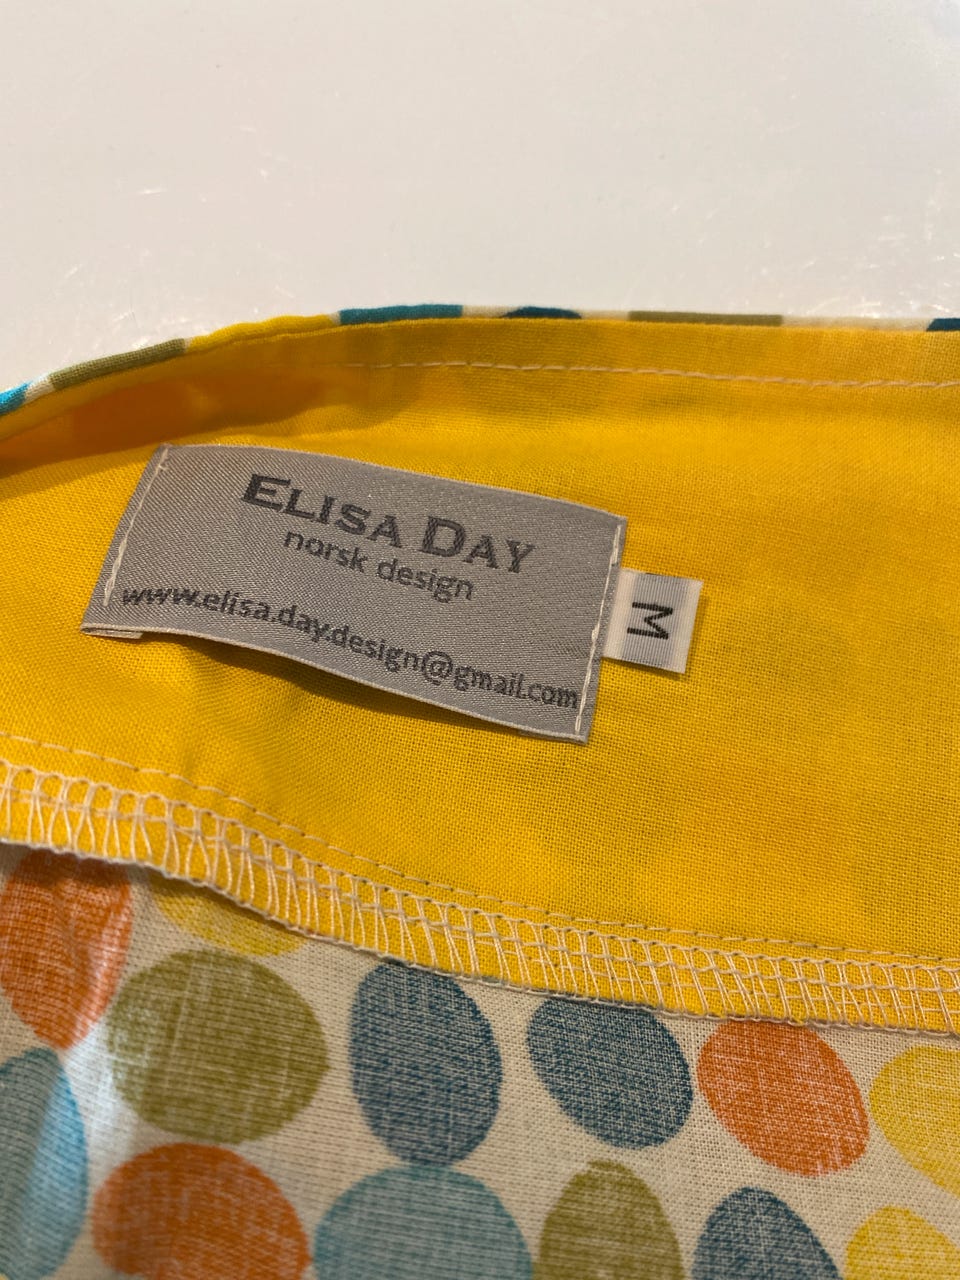 ELISA DAY
norsk design
www.elisa.day.design@gmail.com
M